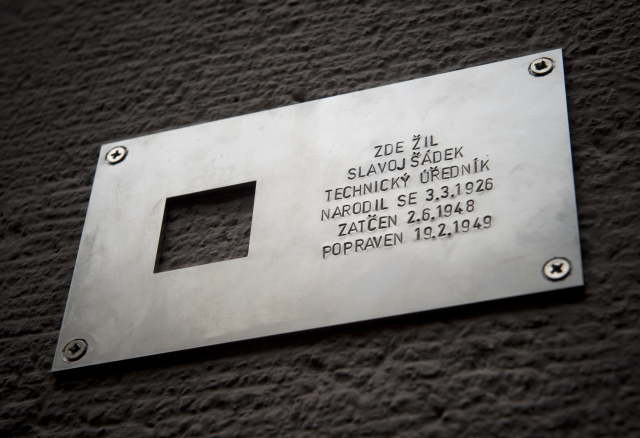 ZDE ŽIL
SLAVOJ ŠÁDEK
TECHNICKÝ ÚŘEDNÍK
NARODIL SE 3.3.1926
ZATČEN 2.6.1948
POPRAVEN 19.2.1949